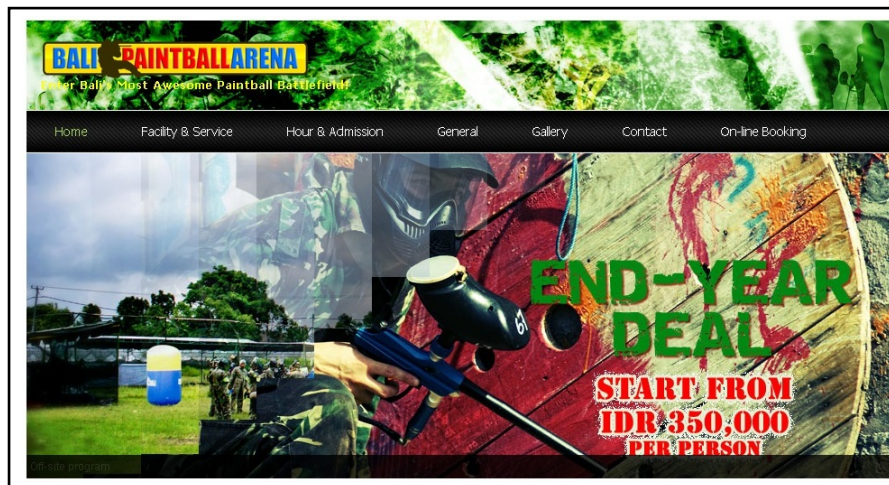 BALI PAINTBALLARENA
Enter Bali's Most Awesome Paintball Battlefield!
Home Facility & Service Hour & Admission General Gallery Contact On-line Booking
END-YEAR
DEAL
START FROM
IDR 350,000
PER PERSON
67
Off-site program